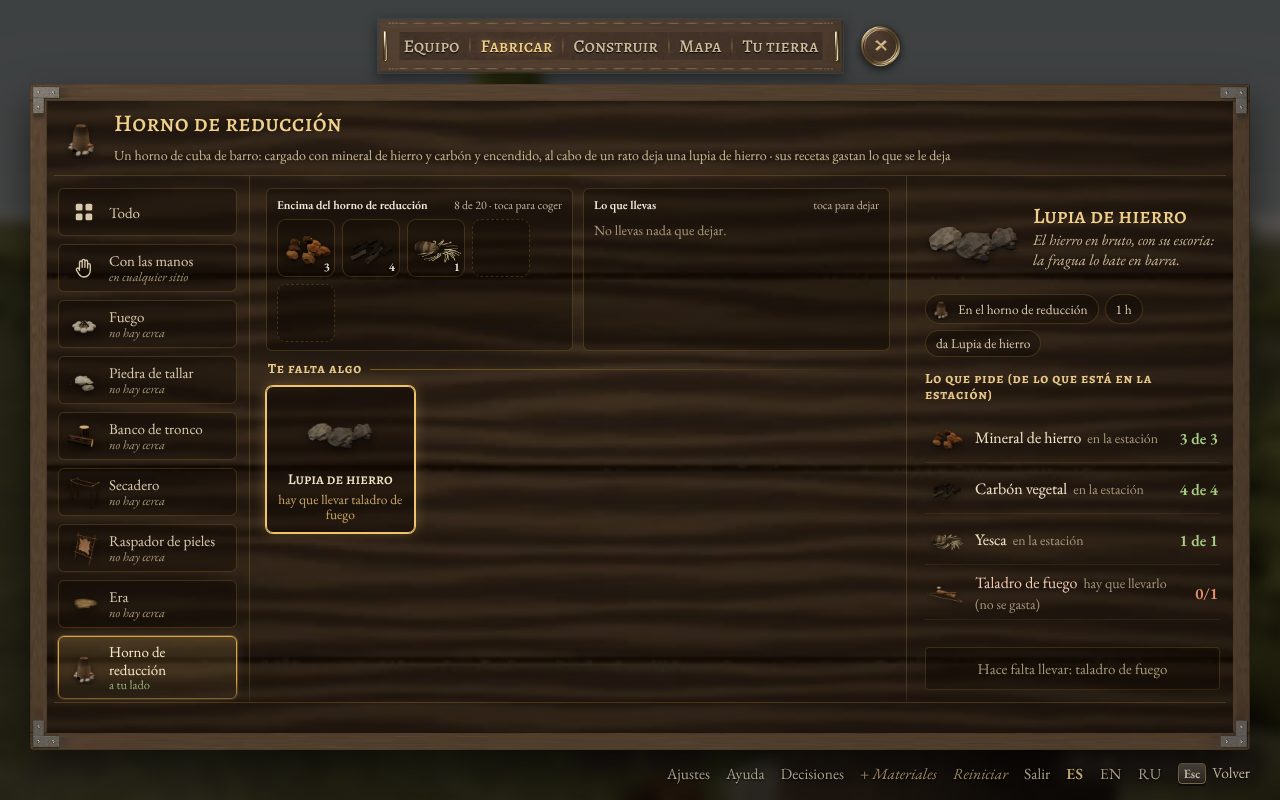 Equipo
Fabricar
Construir
Mapa
Tu tierra
Horno de reducción
Un horno de cuba de barro: cargado con mineral de hierro y carbón y encendido, al cabo de un rato deja una lupia de hierro · sus recetas gastan lo que se le deja
Todo
Con las manos
en cualquier sitio
Fuego
no hay cerca
Piedra de tallar
no hay cerca
Banco de tronco
no hay cerca
Secadero
no hay cerca
Raspador de pieles
no hay cerca
Era
no hay cerca
Horno de
reducción
a tu lado
Encima del horno de reducción
8 de 20 · toca para coger
3
4
1
Lo que llevas
toca para dejar
No llevas nada que dejar.
Te falta algo
Lupia de hierro
hay que llevar taladro de
fuego
Lupia de hierro
El hierro en bruto, con su escoria:
la fragua lo bate en barra.
En el horno de reducción
1 h
da Lupia de hierro
Lo que pide (de lo que está en la
estación)
Mineral de hierro en la estación 3 de 3
Carbón vegetal en la estación 4 de 4
Yesca en la estación 1 de 1
Taladro de fuego hay que llevarlo
(no se gasta)
0/1
Hace falta llevar: taladro de fuego
Ajustes
Ayuda
Decisiones
+ Materiales
Reiniciar
Salir
ES
EN
RU
Esc
Volver